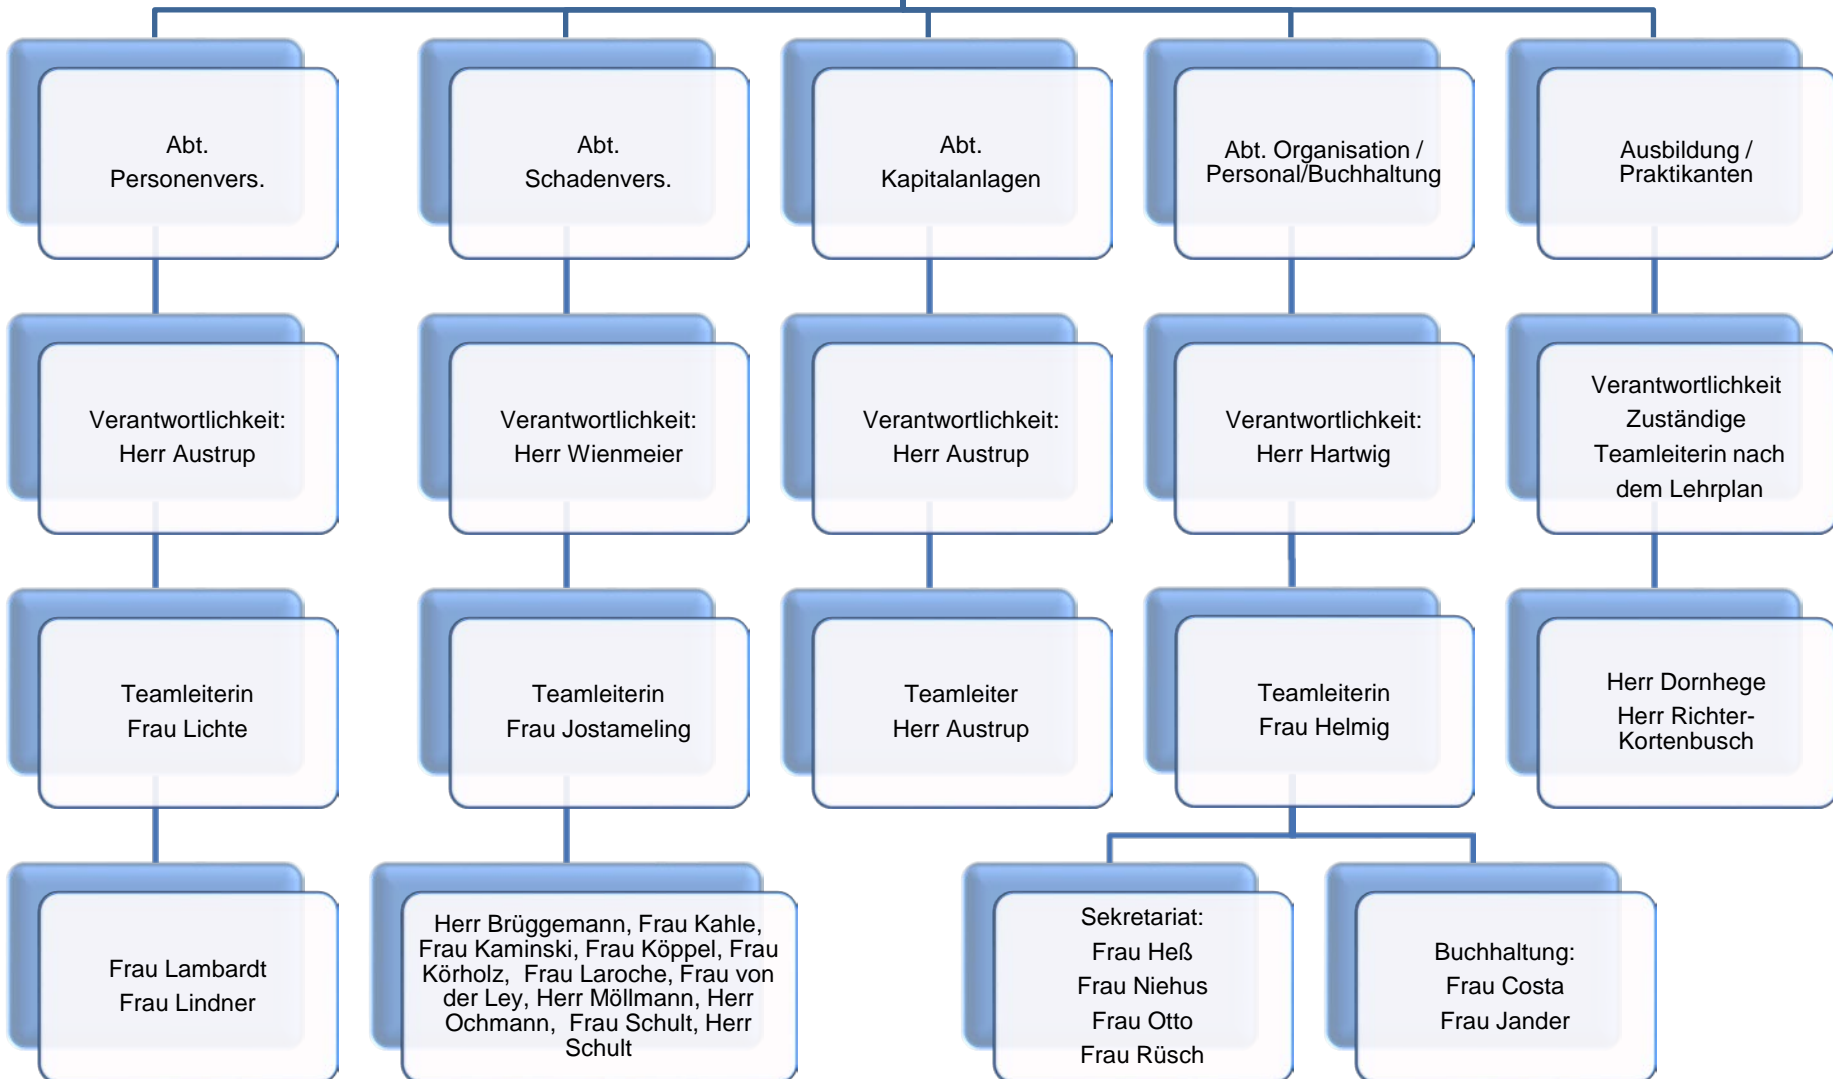 Abt.
Personenvers.
Abt.
Schadenvers.
Abt.
Kapitalanlagen
Abt. Organisation /
Personal/Buchhaltung
Ausbildung /
Praktikanten
Verantwortlichkeit:
Herr Austrup
Verantwortlichkeit:
Herr Wienmeier
Verantwortlichkeit:
Herr Austrup
Verantwortlichkeit:
Herr Hartwig
Verantwortlichkeit
Zuständige
Teamleiterin nach
dem Lehrplan
Teamleiterin
Frau Lichte
Teamleiterin
Frau Jostameling
Teamleiter
Herr Austrup
Teamleiterin
Frau Helmig
Herr Dornhege
Herr Richter-
Kortenbusch
Frau Lambardt
Frau Lindner
Herr Brüggemann, Frau Kahle,
Frau Kaminski, Frau Köppel, Frau
Körholz, Frau Laroche, Frau von
der Ley, Herr Möllmann, Herr
Ochmann, Frau Schult, Herr
Schult
Sekretariat:
Frau Heß
Frau Niehus
Frau Otto
Frau Rüsch
Buchhaltung:
Frau Costa
Frau Jander